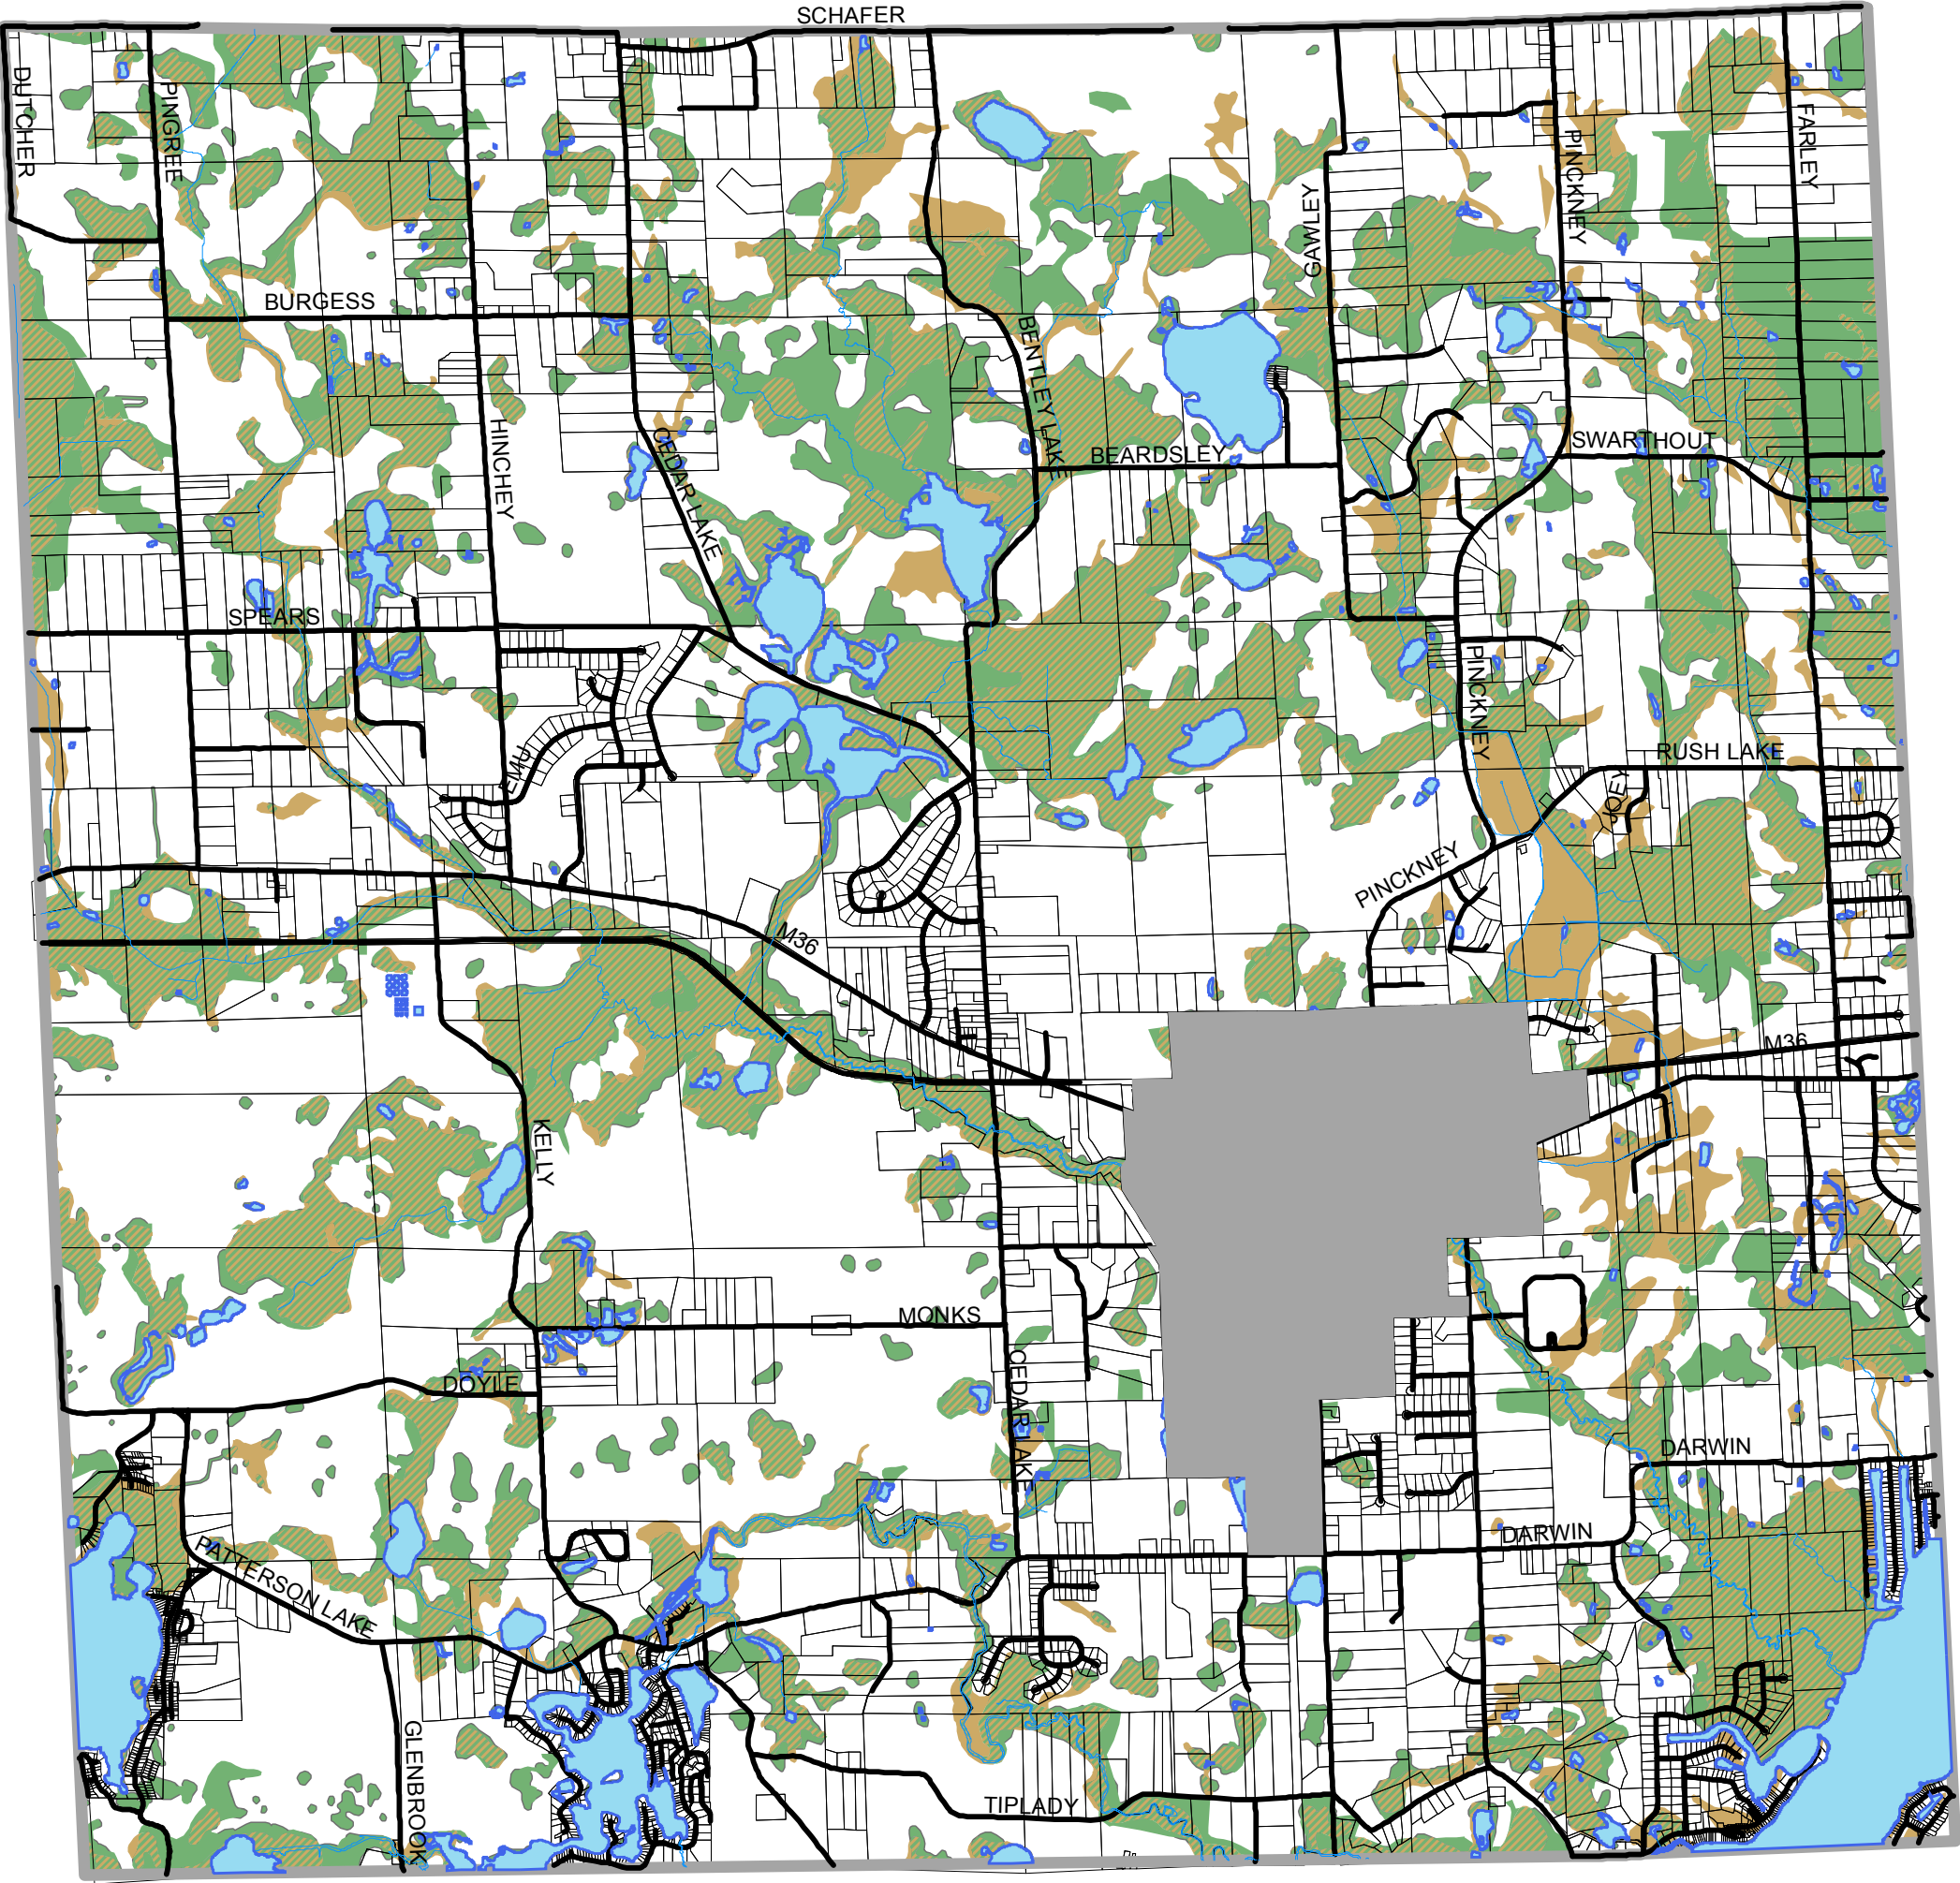 SCHAFER
DUTCHER
PINGREE
FARLEY
PINCKNEY
GAWLEY
BURGESS
BENTLEY LAKE
HINCHEY
CEDAR LAKE
SWARTHOUT
BEARDSLEY
SPEARS
PINCKNEY
RUSH LAKE
EMU
JOEY
PINCKNEY
M36
M36
KELLY
MONKS
CEDAR LAKE
DOYLE
DARWIN
DARWIN
PATTERSON LAKE
GLENBROOK
TIPLADY